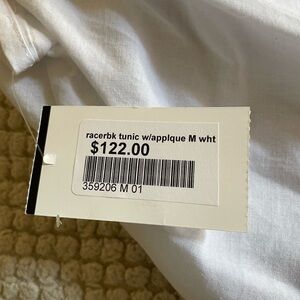 racerbk tunic w/applque M wht
$122.00
359206 M 01